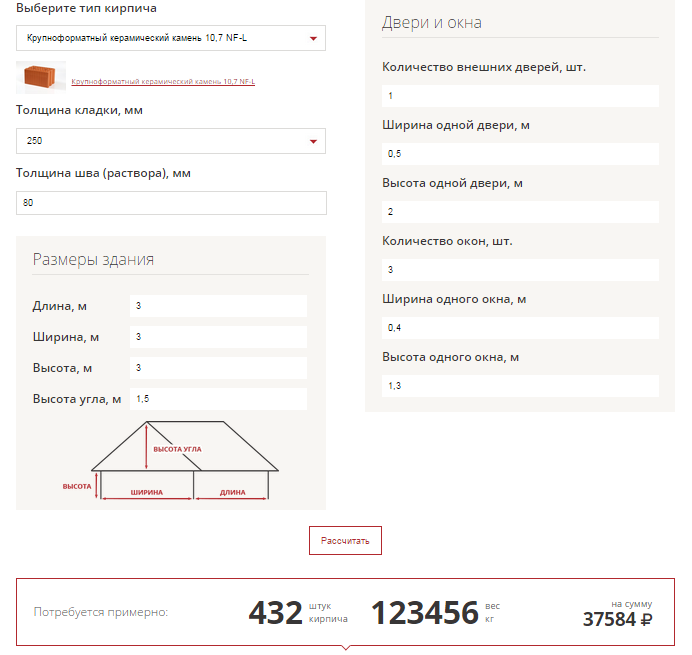 Выберите тип кирпича
Крупноформатный керамический камень 10,7 NF-L
Крупноформатный керамический камень 10,7 NF-L
Толщина кладки, мм
250
Толщина шва (раствора), мм
80
Размеры здания
Длина, м
3
Ширина, м
3
Высота, м
3
Высота угла, м
1,5
ВЫСОТА УГЛА
ВЫСОТА
ШИРИНА
ДЛИНА
Двери и окна
Количество внешних дверей, шт.
1
Ширина одной двери, м
0,5
Высота одной двери, м
2
Количество окон, шт.
3
Ширина одного окна, м
0,4
Высота одного окна, м
1,3
Рассчитать
Потребуется примерно:
432
штук
кирпича
123456
вес
кг
на сумму
37584 ₽